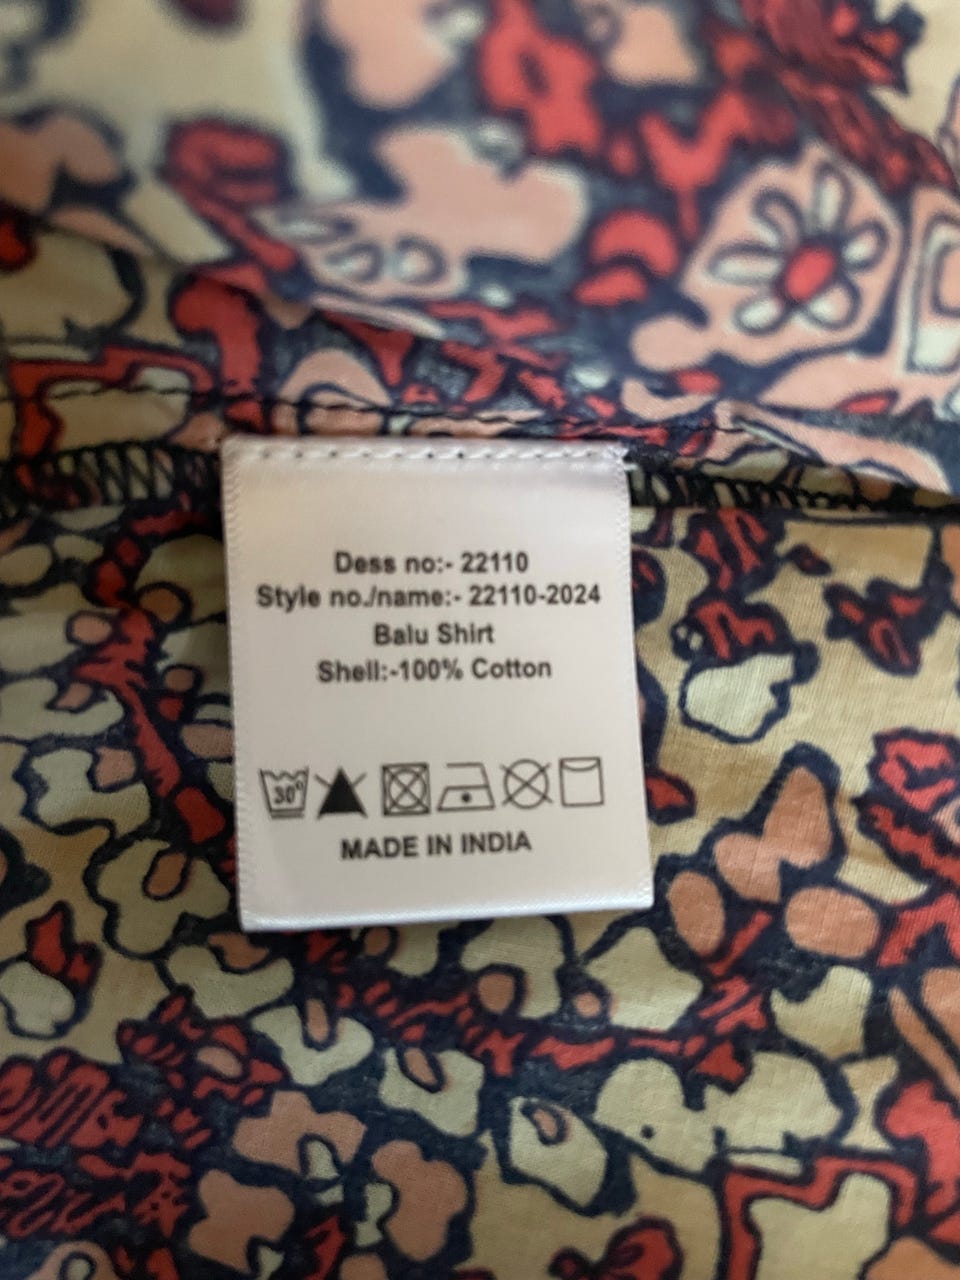 Dess no:- 22110
Style no./name:- 22110-2024
Balu Shirt
Shell:-100% Cotton
30°
MADE IN INDIA